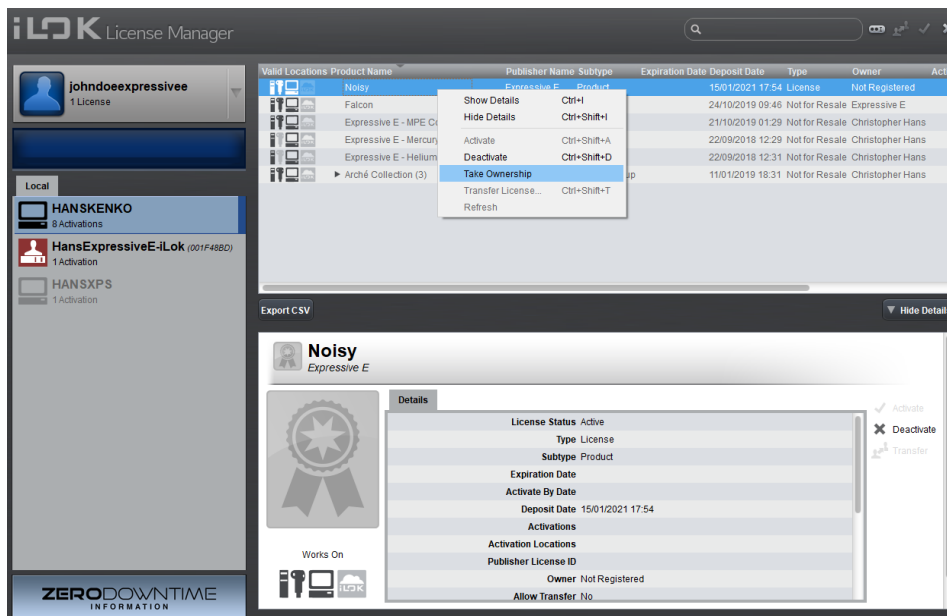 iLOK License Manager
johndoeexpressivee
1 License
Local
HANSKENKO
8 Activations
HansExpressiveE-iLok (001F48BD)
1 Activation
HANSXPS
1 Activation
ZERODOWNTIME
INFORMATION
Valid Locations Product Name Publisher Name Subtype Expiration Date Deposit Date Type Owner Act
Noisy Expressive E Product 15/01/2021 17:54 License Not Registered
Falcon 24/10/2019 09:46 Not for Resale Expressive E
Expressive E - MPE Co 21/10/2019 01:29 Not for Resale Christopher Hans
Expressive E - Mercury 22/09/2018 12:29 Not for Resale Christopher Hans
Expressive E - Helium 22/09/2018 12:31 Not for Resale Christopher Hans
Arché Collection (3) up 11/01/2019 18:31 Not for Resale Christopher Hans
Show Details Ctrl+I
Hide Details Ctrl+Shift+I
Activate Ctrl+Shift+A
Deactivate Ctrl+Shift+D
Take Ownership
Transfer License... Ctrl+Shift+T
Refresh
Export CSV
Hide Detail
Noisy
Expressive E
Details
License Status Active
Type License
Subtype Product
Expiration Date
Activate By Date
Deposit Date 15/01/2021 17:54
Activations
Activation Locations
Publisher License ID
Owner Not Registered
Allow Transfer No
Works On
iLOK
Activate
Deactivate
Transfer